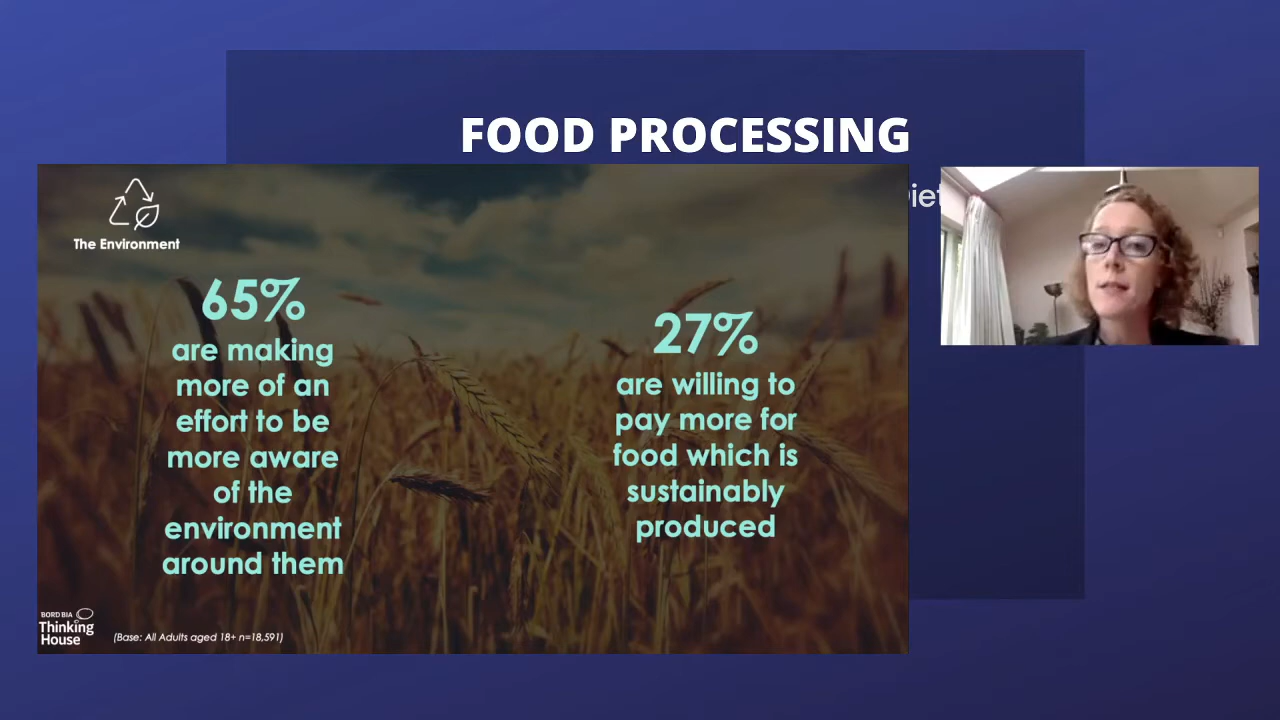 FOOD PROCESSING
The Environment
65%
are making
more of an
effort to be
more aware
of the
environment
around them
27%
are willing to
pay more for
food which is
sustainably
produced
BORD BIA
Thinking
House
(Base: All Adults aged 18+ n=18,591)